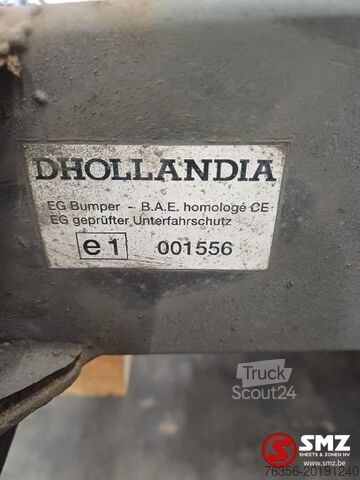 DHOLLANDIA
EG Bumper - B.A.E. homologé CE
EG geprüfter Unterfahrschutz
e1 001556
Truck
Scout24
SMZ
SMEETS & ZONEN NV
www.smz.be
76356-20191240